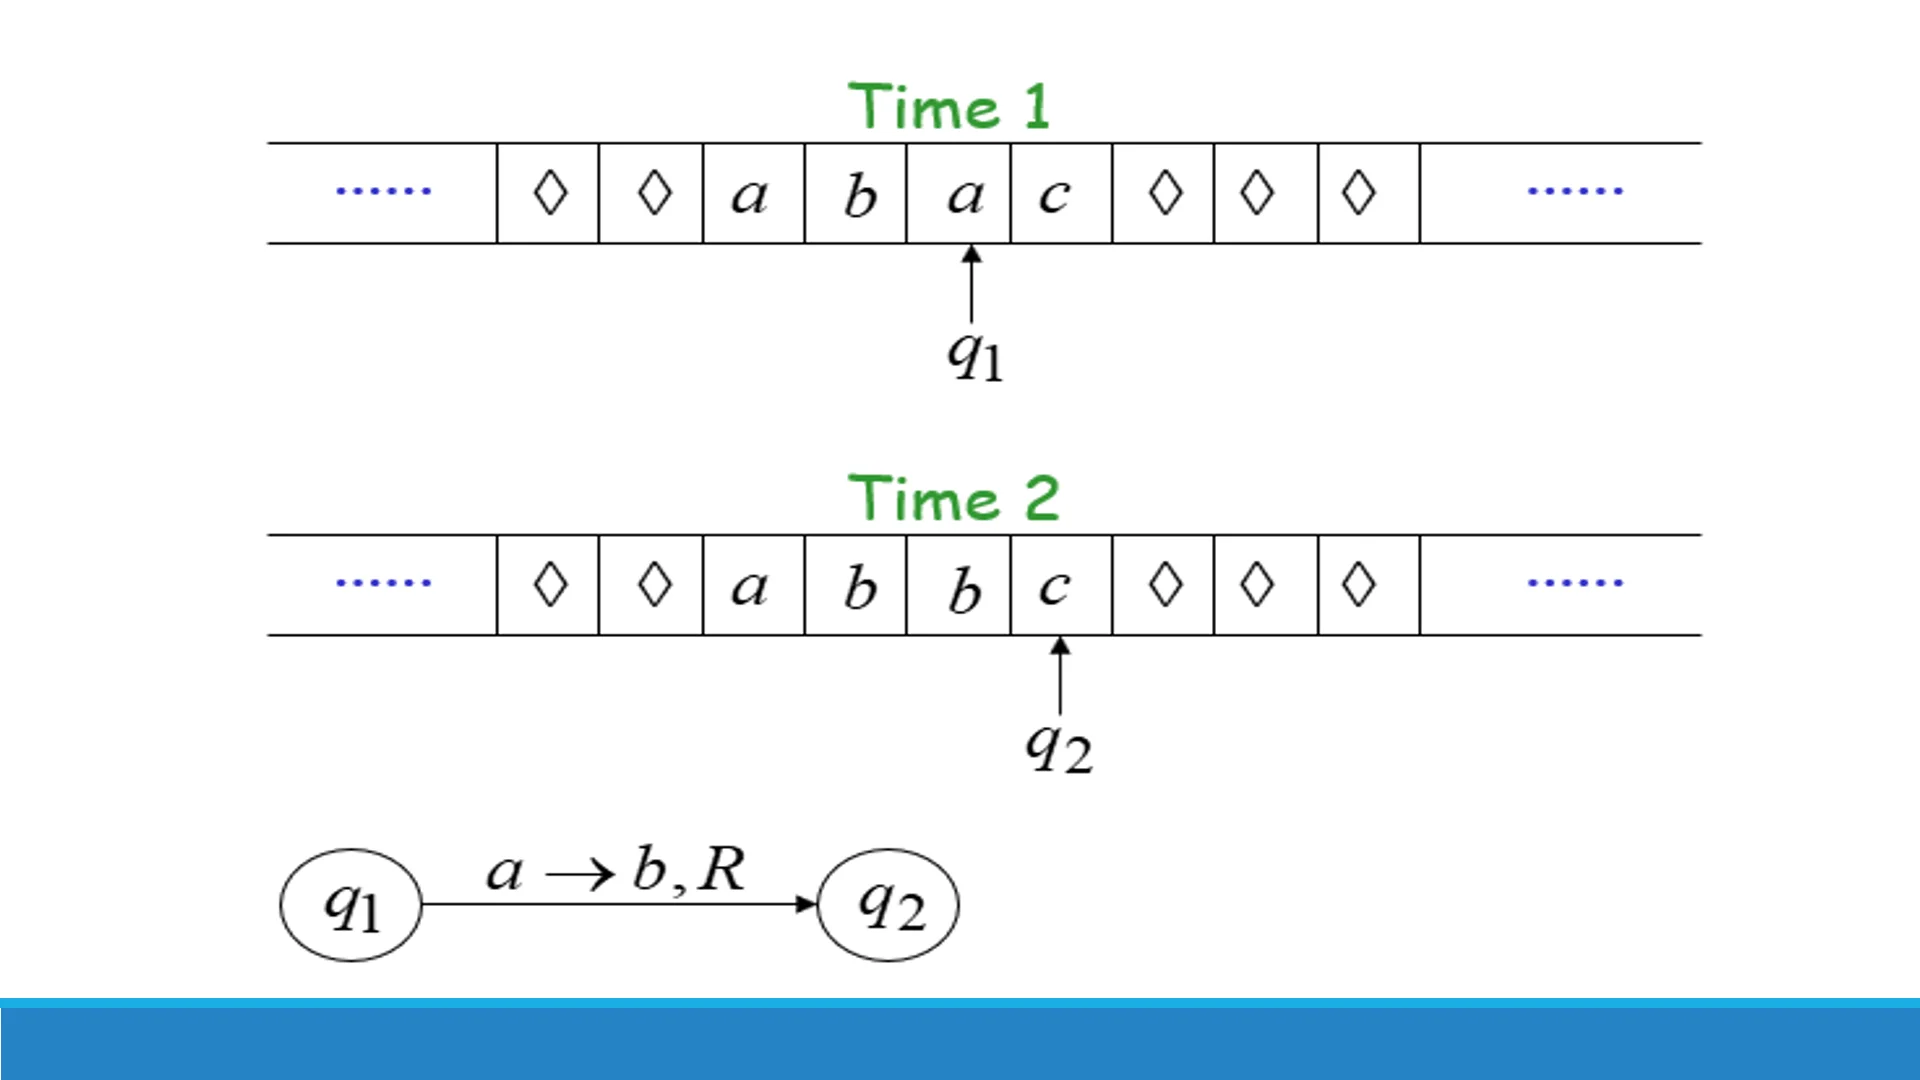 Time 1
...... ◊ ◊ a b a c ◊ ◊ ◊ ......
q1
Time 2
...... ◊ ◊ a b b c ◊ ◊ ◊ ......
q2
q1 a → b, R q2